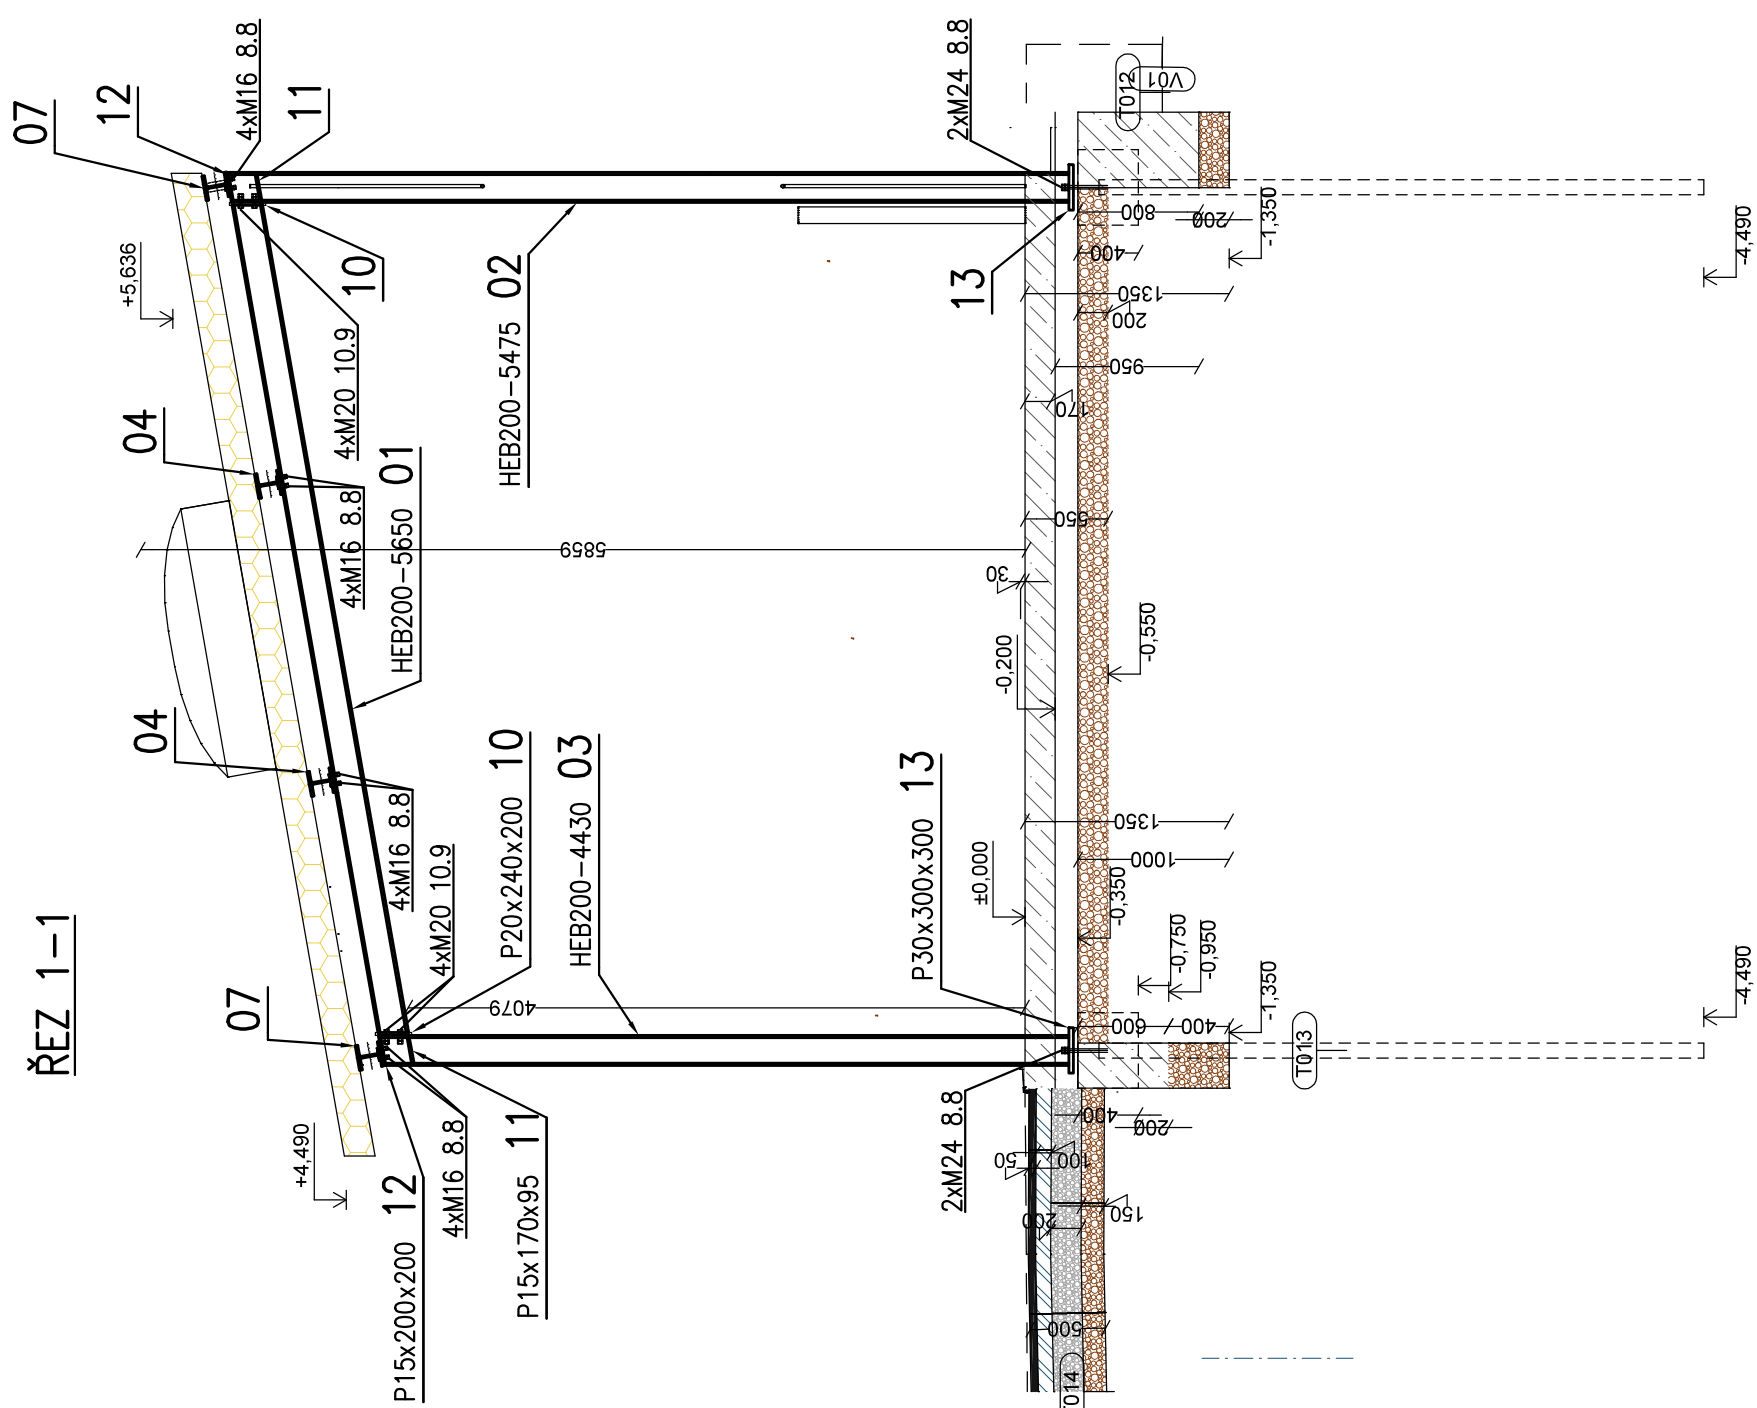 ŘEZ 1-1
07
12
4xM16 8.8
11
+5,636
10
4xM20 10.9
04
4xM16 8.8
HEB200-5650 01
HEB200-5475 02
2xM24 8.8
13
T012
V01
800
200
-1,350
400
1350
200
950
170
550
5859
30
-0,200
-0,550
-4,490
04
4xM16 8.8
4xM20 10.9
P20x240x200 10
HEB200-4430 03
P30x300x300 13
±0,000
1350
1000
-0,350
-0,750
-0,950
-1,350
-4,490
07
4079
600
400
T013
+4,490
12
P15x200x200
4xM16 8.8
P15x170x95 11
2xM24 8.8
400
200
50
100
200
150
500
T014